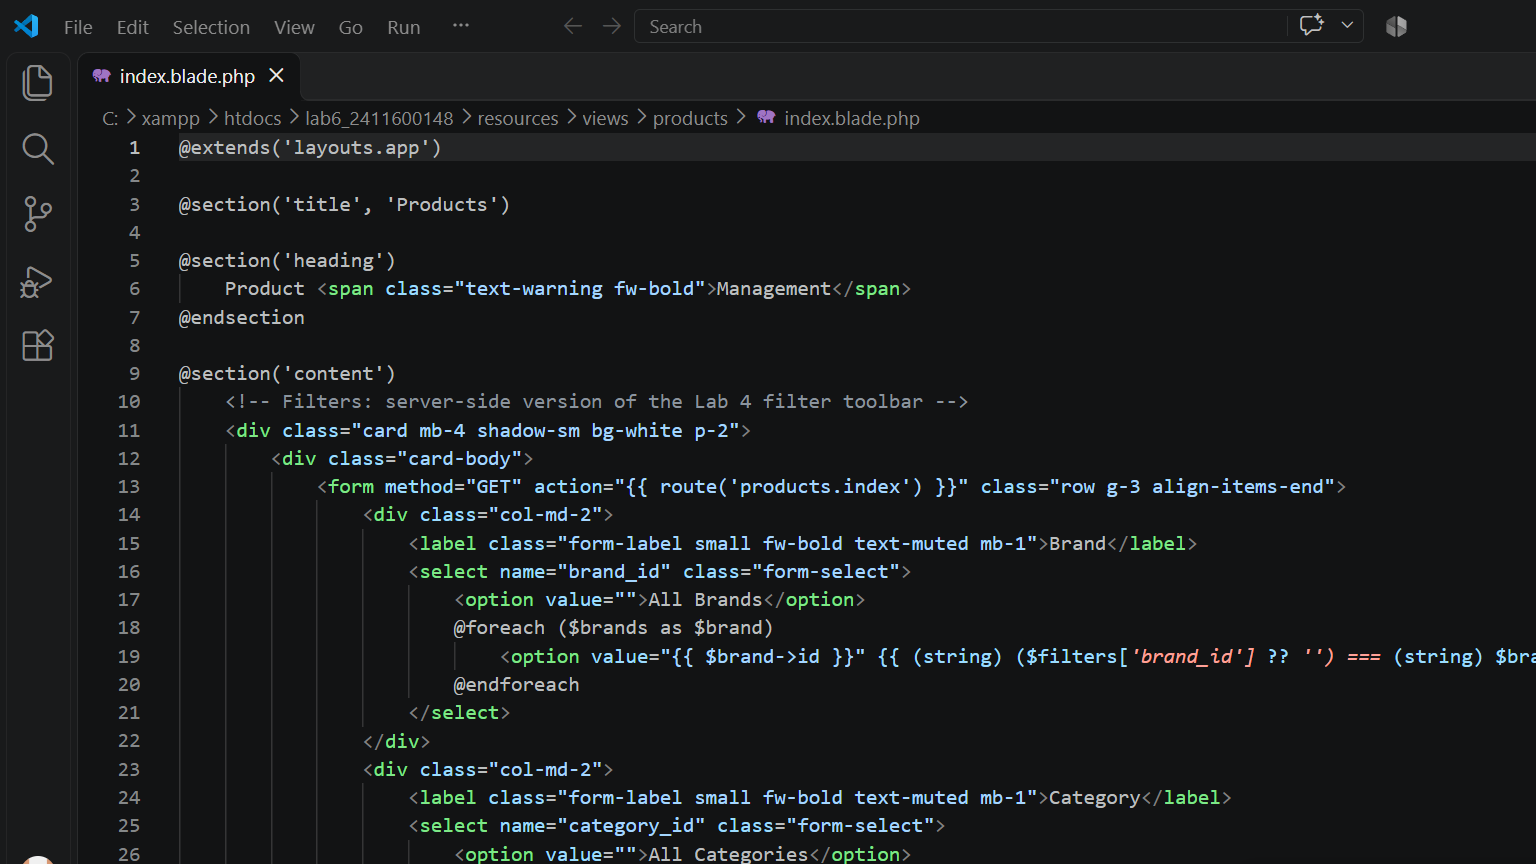 File Edit Selection View Go Run ··· Search
index.blade.php
C: > xampp > htdocs > lab6_2411600148 > resources > views > products > index.blade.php
1 @extends('layouts.app')
2
3 @section('title', 'Products')
4
5 @section('heading')
6     Product <span class="text-warning fw-bold">Management</span>
7 @endsection
8
9 @section('content')
10     <!-- Filters: server-side version of the Lab 4 filter toolbar -->
11     <div class="card mb-4 shadow-sm bg-white p-2">
12         <div class="card-body">
13             <form method="GET" action="{{ route('products.index') }}" class="row g-3 align-items-end">
14                 <div class="col-md-2">
15                     <label class="form-label small fw-bold text-muted mb-1">Brand</label>
16                     <select name="brand_id" class="form-select">
17                         <option value="">All Brands</option>
18                         @foreach ($brands as $brand)
19                             <option value="{{ $brand->id }}" {{ (string) ($filters['brand_id'] ?? '') === (string) $bra
20                         @endforeach
21                     </select>
22                 </div>
23                 <div class="col-md-2">
24                     <label class="form-label small fw-bold text-muted mb-1">Category</label>
25                     <select name="category_id" class="form-select">
26                         <option value="">All Categories</option>